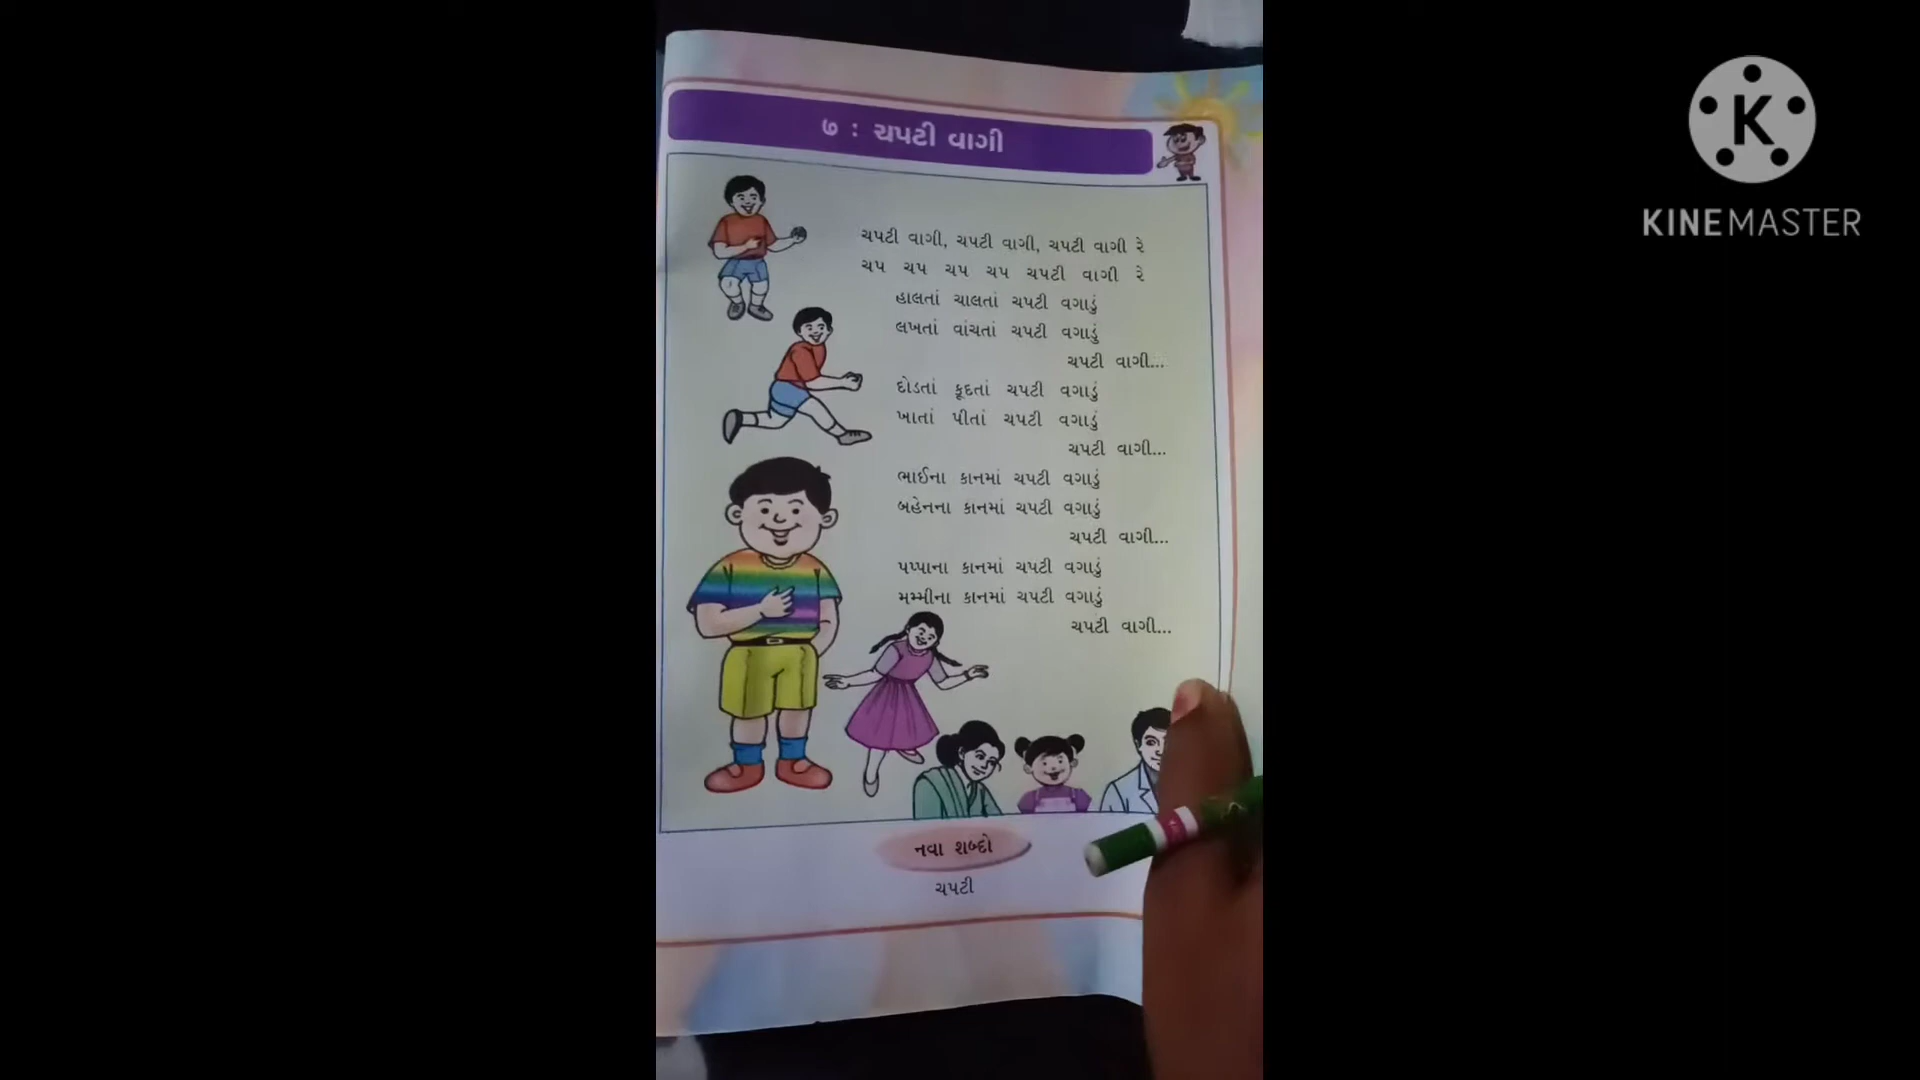 ૭ : ચપટી વાગી
ચપટી વાગી, ચપટી વાગી, ચપટી વાગી રે
ચપ ચપ ચપ ચપ ચપટી વાગી રે
હાલતાં ચાલતાં ચપટી વગાડું
લખતાં વાંચતાં ચપટી વગાડું
ચપટી વાગી...
દોડતાં કૂદતાં ચપટી વગાડું
ખાતાં પીતાં ચપટી વગાડું
ચપટી વાગી...
ભાઈના કાનમાં ચપટી વગાડું
બહેનના કાનમાં ચપટી વગાડું
ચપટી વાગી...
પપ્પાના કાનમાં ચપટી વગાડું
મમ્મીના કાનમાં ચપટી વગાડું
ચપટી વાગી...
નવા શબ્દો
ચપટી
K
KINEMASTER